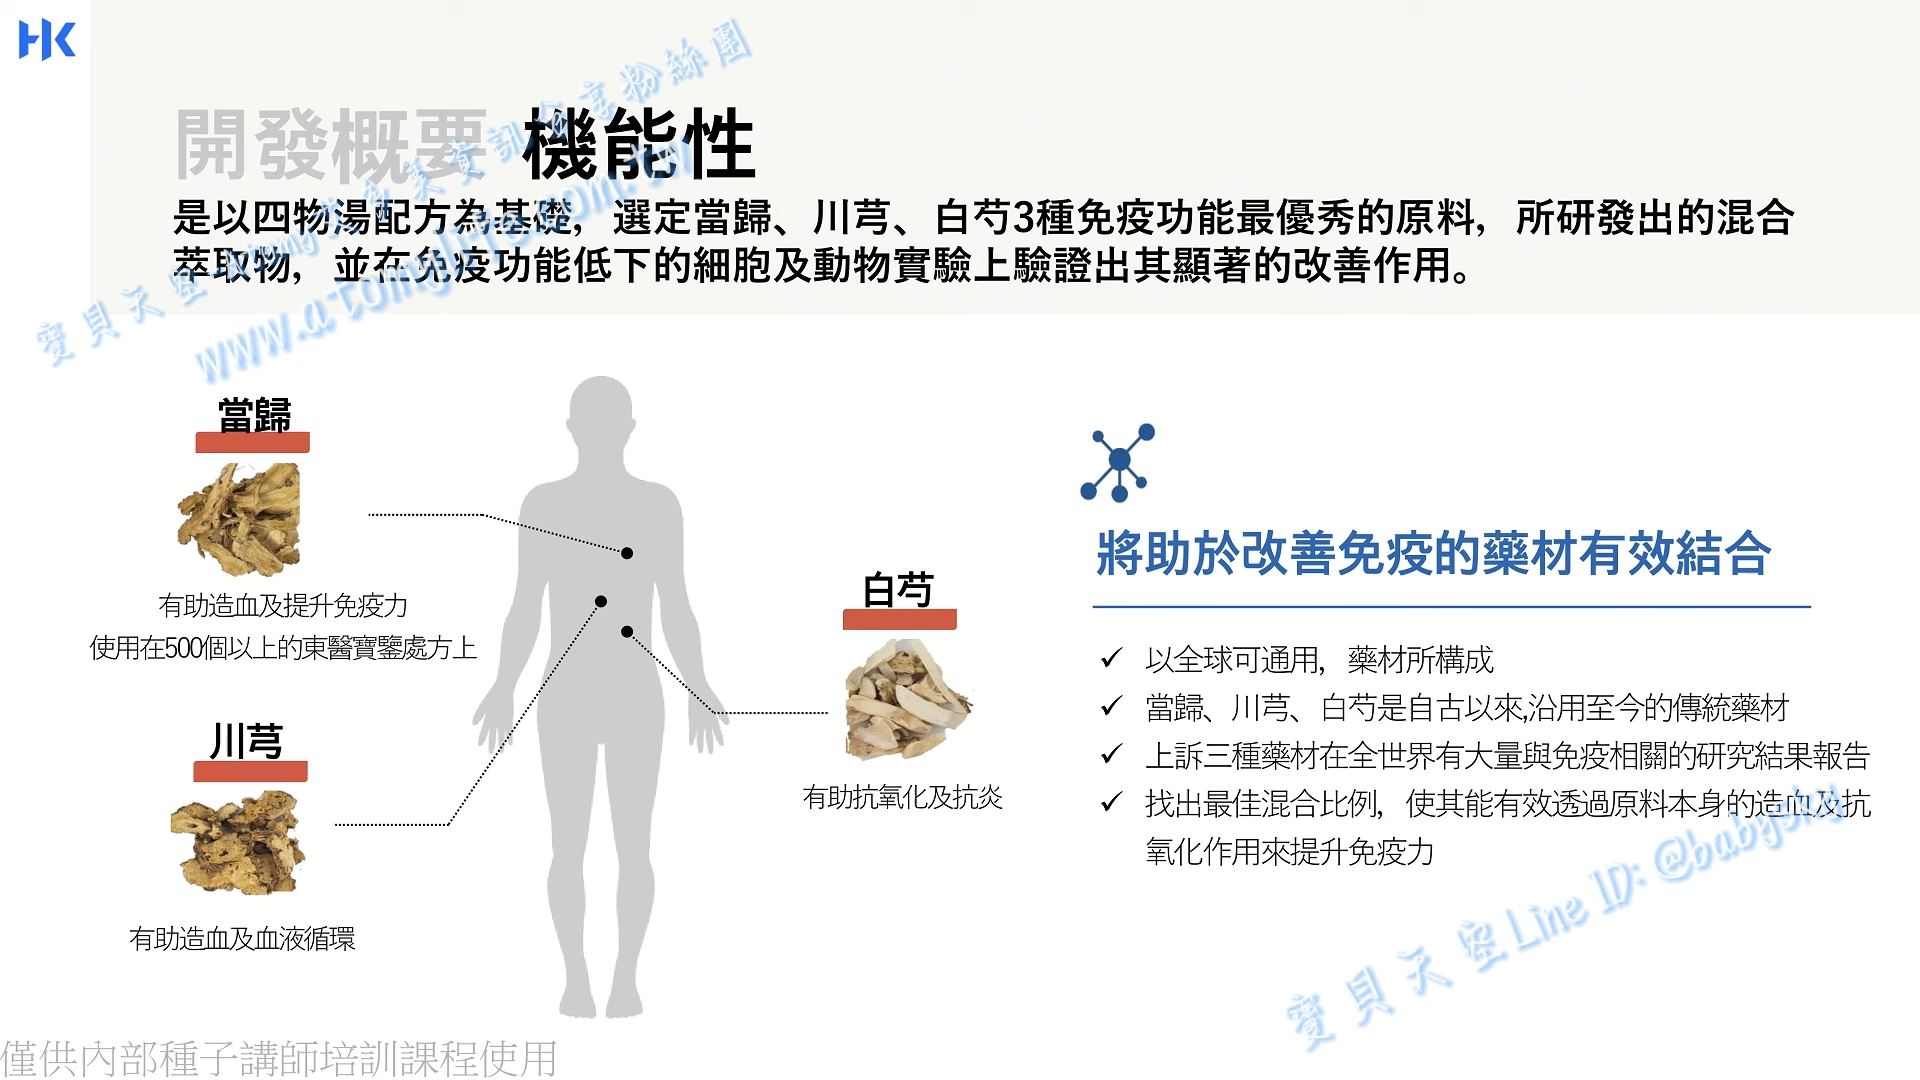 HK
開發概要 機能性
是以四物湯配方為基礎，選定當歸、川芎、白芍3種免疫功能最優秀的原料，所研發出的混合
萃取物，並在免疫功能低下的細胞及動物實驗上驗證出其顯著的改善作用。
當歸
有助造血及提升免疫力
使用在500個以上的東醫寶鑒處方上
川芎
有助造血及血液循環
白芍
有助抗氧化及抗炎
將助於改善免疫的藥材有效結合
✓ 以全球可通用，藥材所構成
✓ 當歸、川芎、白芍是自古以來,沿用至今的傳統藥材
✓ 上訴三種藥材在全世界有大量與免疫相關的研究結果報告
✓ 找出最佳混合比例，使其能有效透過原料本身的造血及抗
氧化作用來提升免疫力
寶貝天空Line ID: @babysky
僅供內部種子講師培訓課程使用